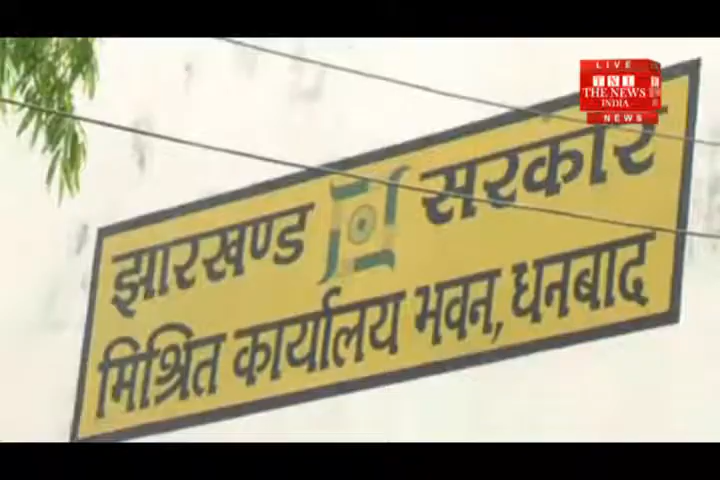 LIVE
TNI
THE NEWS
INDIA
NEWS
झारखण्ड सरकार
मिश्रित कार्यालय भवन, धनबाद